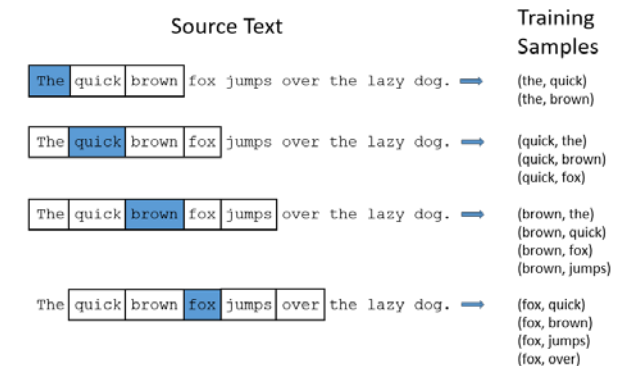 Source Text
Training
Samples
The quick brown fox jumps over the lazy dog.
(the, quick)
(the, brown)
The quick brown fox jumps over the lazy dog.
(quick, the)
(quick, brown)
(quick, fox)
The quick brown fox jumps over the lazy dog.
(brown, the)
(brown, quick)
(brown, fox)
(brown, jumps)
The quick brown fox jumps over the lazy dog.
(fox, quick)
(fox, brown)
(fox, jumps)
(fox, over)